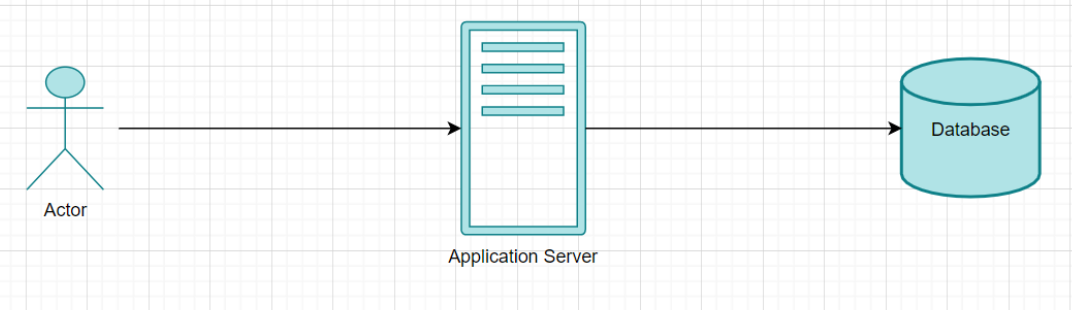 Actor
Application Server
Database